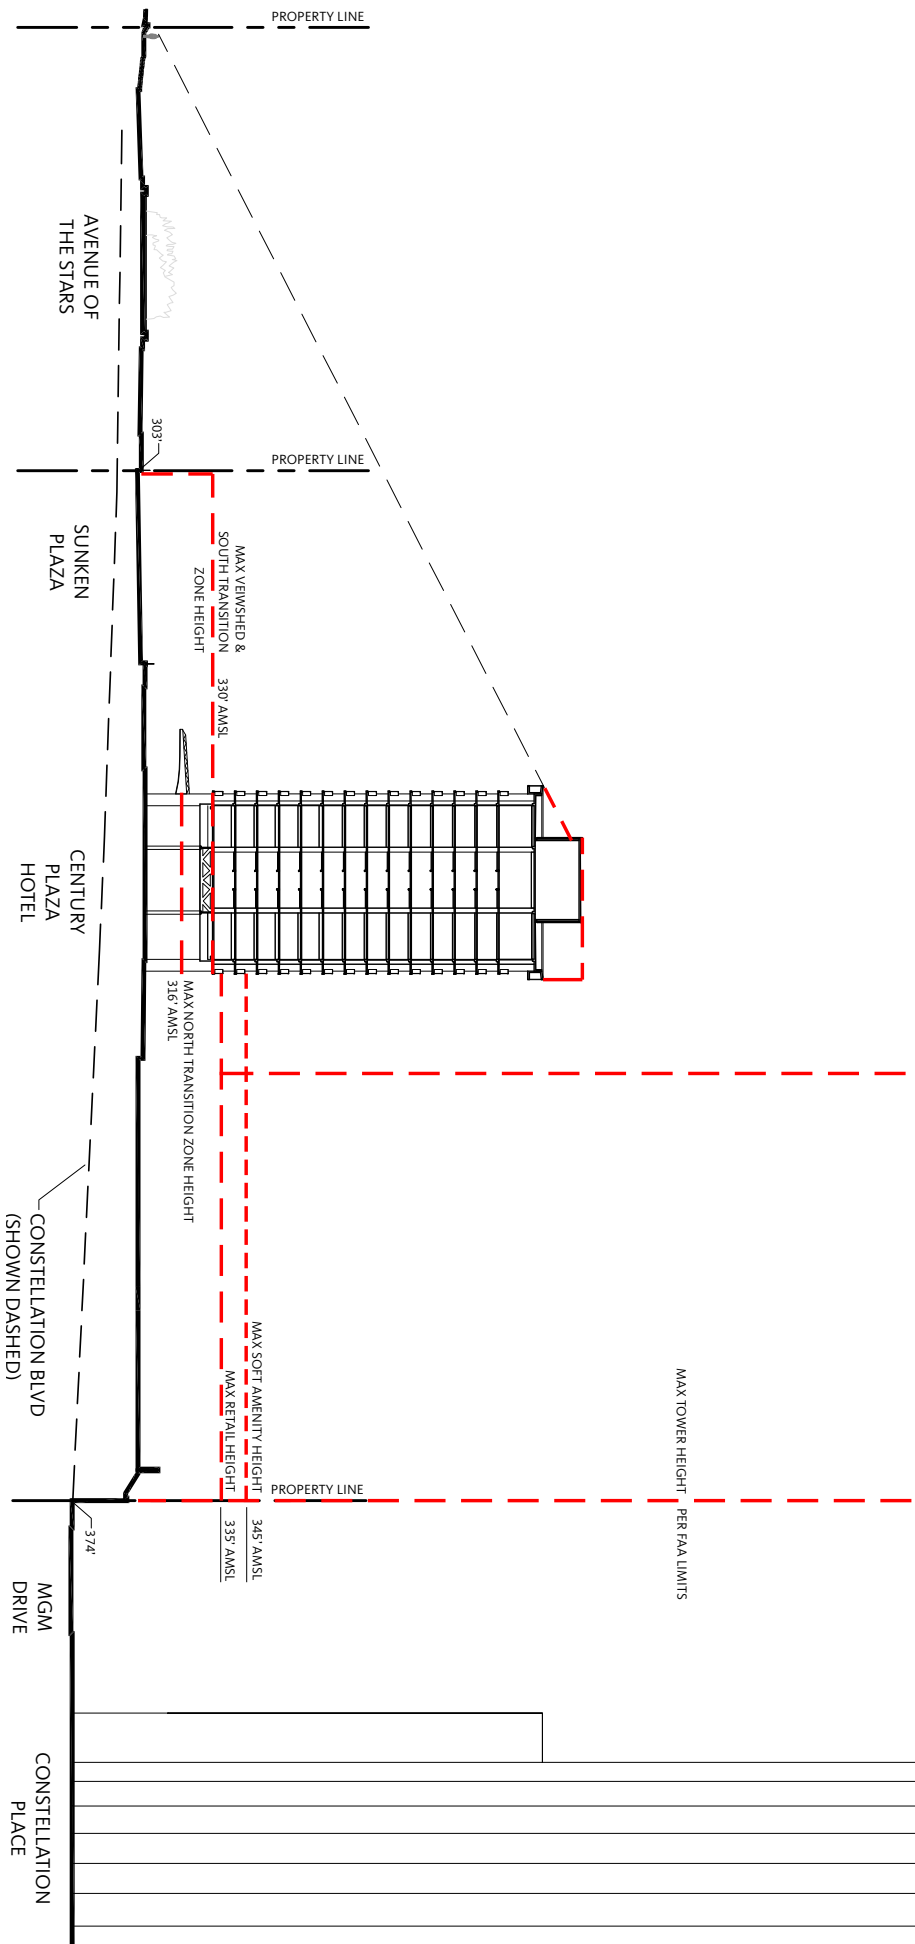 PROPERTY LINE
AVENUE OF
THE STARS
303'
PROPERTY LINE
SUNKEN
PLAZA
MAX VEIWSHED &
SOUTH TRANSITION
ZONE HEIGHT
330' AMSL
CENTURY
PLAZA
HOTEL
MAX NORTH TRANSITION ZONE HEIGHT
316' AMSL
CONSTELLATION BLVD
(SHOWN DASHED)
MAX SOFT AMENITY HEIGHT
345' AMSL
MAX RETAIL HEIGHT
335' AMSL
MAX TOWER HEIGHT PER FAA LIMITS
PROPERTY LINE
374'
MGM
DRIVE
CONSTELLATION
PLACE